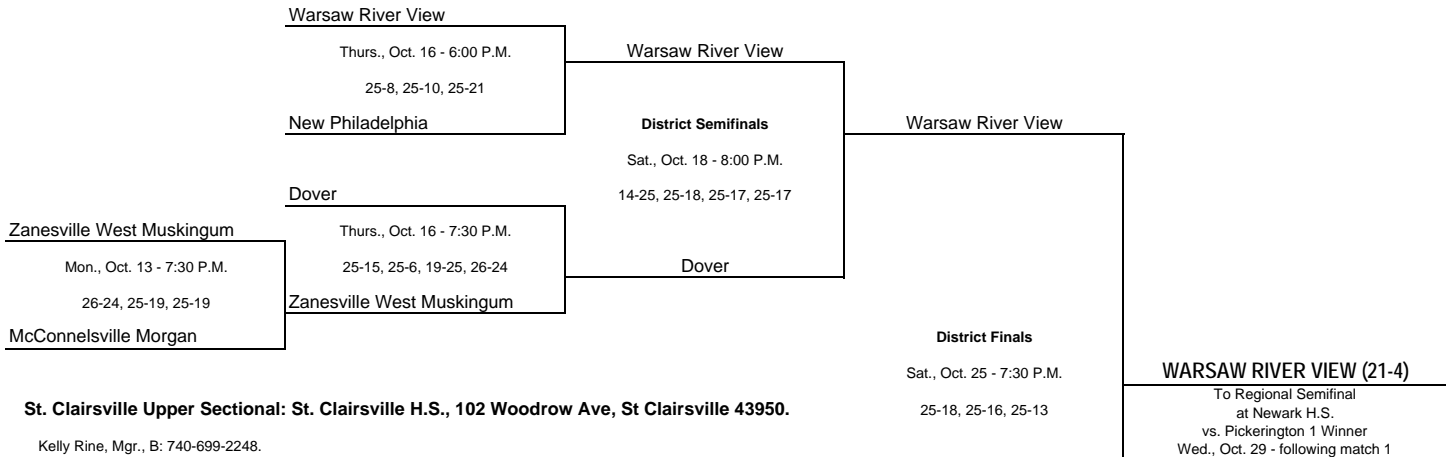 Warsaw River View
Thurs., Oct. 16 - 6:00 P.M.
Warsaw River View
25-8, 25-10, 25-21
New Philadelphia
District Semifinals
Warsaw River View
Sat., Oct. 18 - 8:00 P.M.
Dover
14-25, 25-18, 25-17, 25-17
Zanesville West Muskingum
Thurs., Oct. 16 - 7:30 P.M.
Mon., Oct. 13 - 7:30 P.M.
25-15, 25-6, 19-25, 26-24
Dover
26-24, 25-19, 25-19
Zanesville West Muskingum
McConnelsville Morgan
District Finals
Sat., Oct. 25 - 7:30 P.M.
WARSAW RIVER VIEW (21-4)
To Regional Semifinal
St. Clairsville Upper Sectional: St. Clairsville H.S., 102 Woodrow Ave, St Clairsville 43950.
25-18, 25-16, 25-13
at Newark H.S.
vs. Pickerington 1 Winner
Kelly Rine, Mgr., B: 740-699-2248.
Wed., Oct. 29 - following match 1